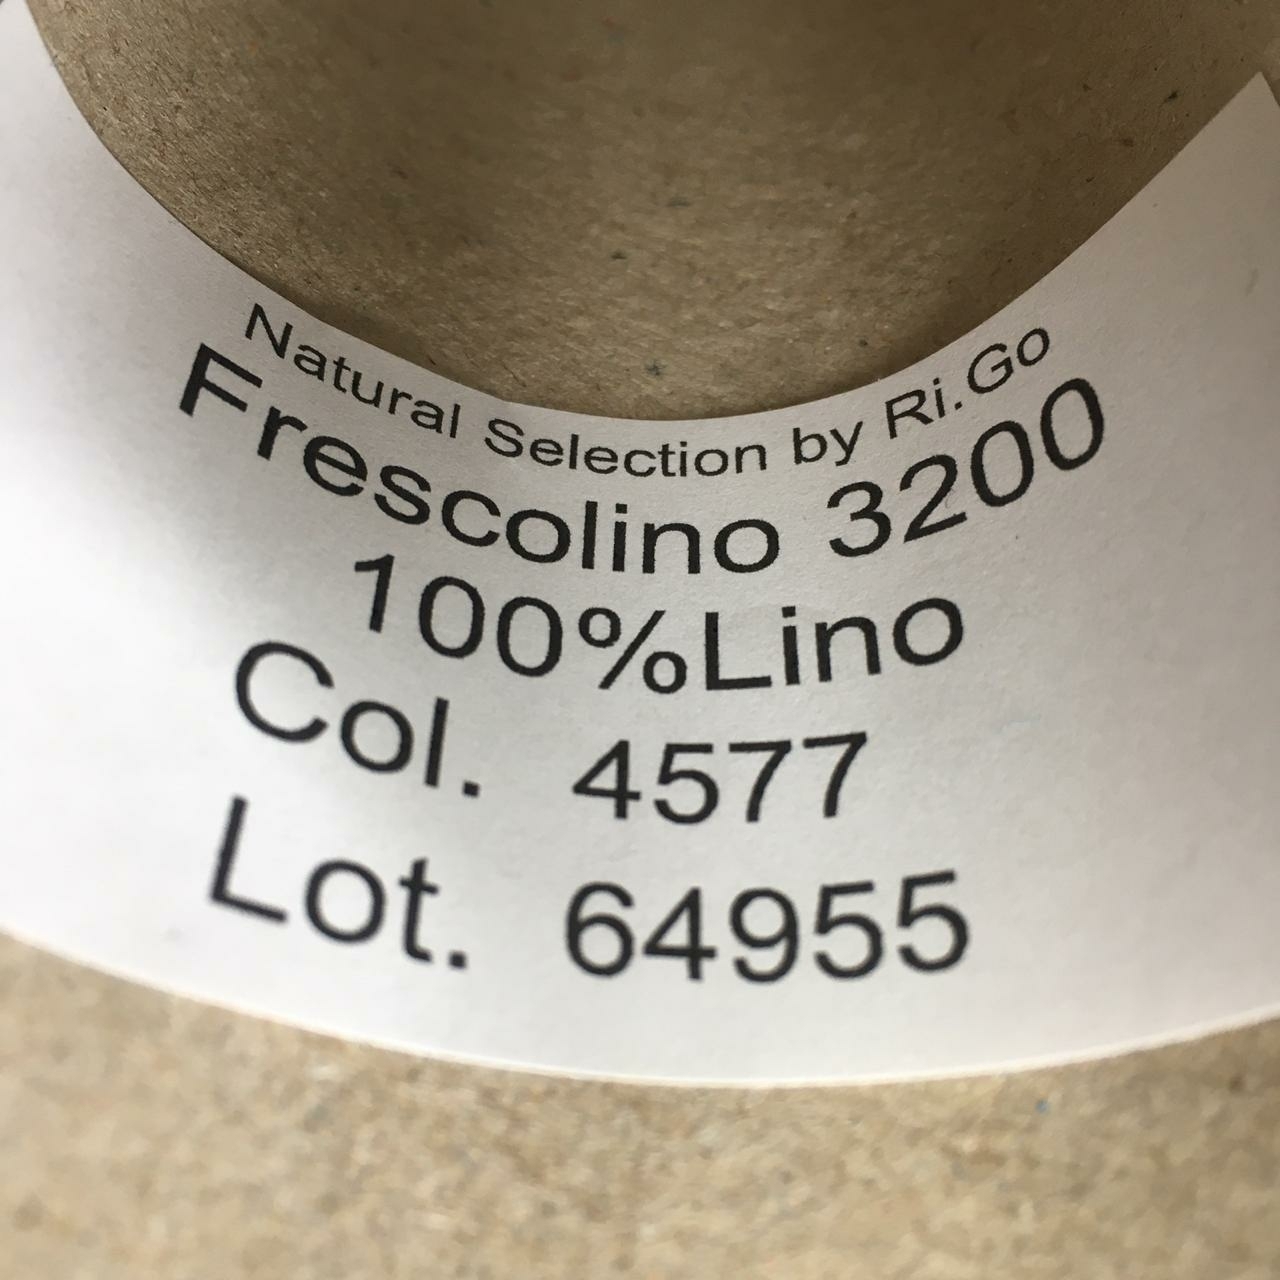 Natural Selection by Ri.Go
Frescolino 3200
100%Lino
Col. 4577
Lot. 64955